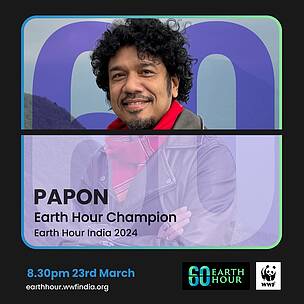 60
PAPON
Earth Hour Champion
Earth Hour India 2024
8.30pm 23rd March
earthhour.wwfindia.org
60 EARTH
HOUR
WWF